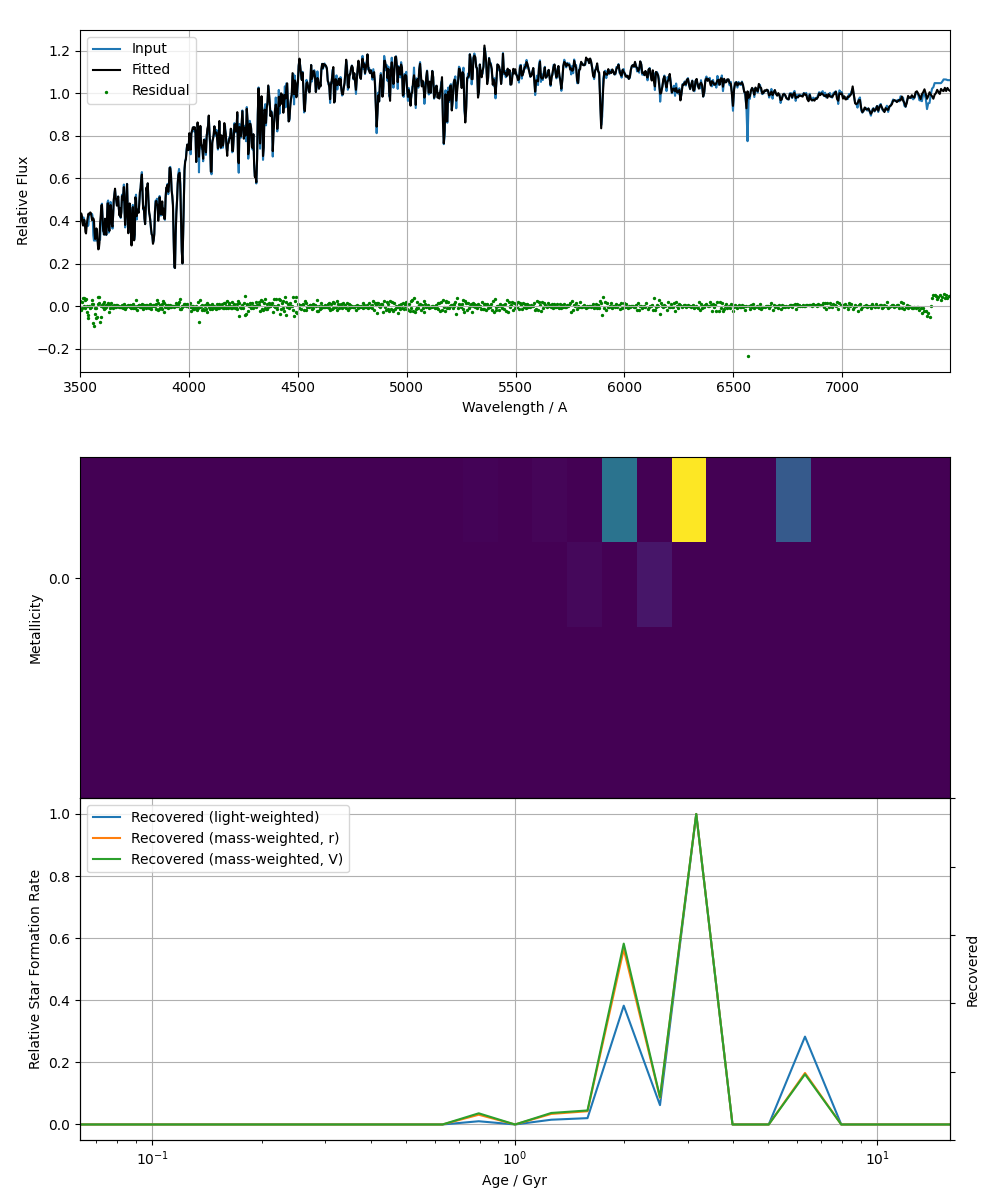 1.2
1.0
0.8
0.6
0.4
0.2
0.0
−0.2
Relative Flux
Input
Fitted
Residual
3500 4000 4500 5000 5500 6000 6500 7000
Wavelength / A
0.0
Metallicity
1.0
0.8
0.6
0.4
0.2
0.0
Relative Star Formation Rate
Recovered (light-weighted)
Recovered (mass-weighted, r)
Recovered (mass-weighted, V)
Recovered
10⁻¹ 10⁰ 10¹
Age / Gyr